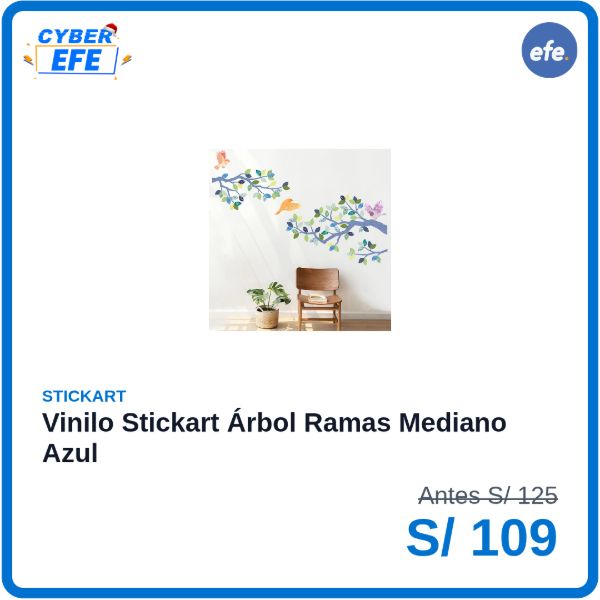 CYBER
EFE
efe.
STICKART
Vinilo Stickart Árbol Ramas Mediano
Azul
Antes S/ 125
S/ 109